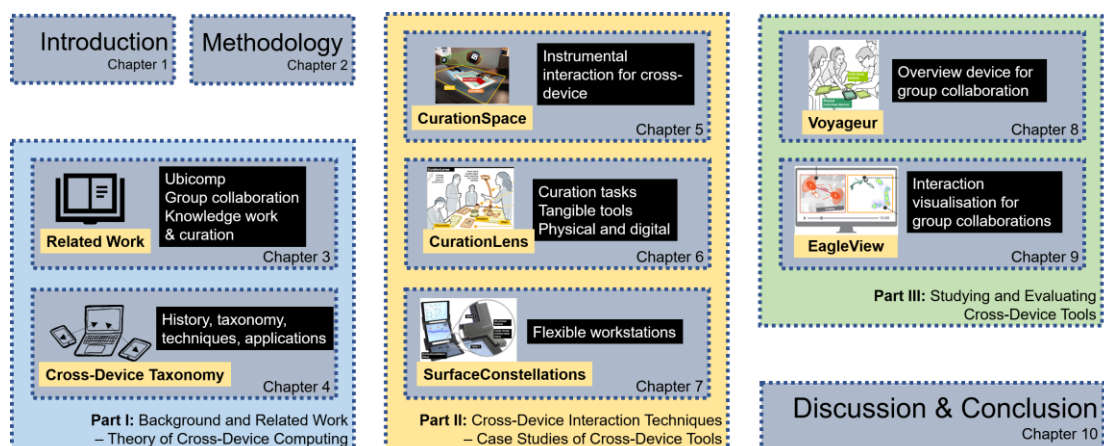 Introduction
Chapter 1
Methodology
Chapter 2
Related Work
Ubicomp
Group collaboration
Knowledge work
& curation
Chapter 3
Cross-Device Taxonomy
History, taxonomy,
techniques, applications
Chapter 4
Part I: Background and Related Work
– Theory of Cross-Device Computing
CurationSpace
Instrumental
interaction for cross-
device
Chapter 5
CurationLens
Curation tasks
Tangible tools
Physical and digital
Chapter 6
SurfaceConstellations
Flexible workstations
Chapter 7
Part II: Cross-Device Interaction Techniques
– Case Studies of Cross-Device Tools
Voyageur
Overview device for
group collaboration
Chapter 8
EagleView
Interaction
visualisation for
group collaborations
Chapter 9
Part III: Studying and Evaluating
Cross-Device Tools
Discussion & Conclusion
Chapter 10